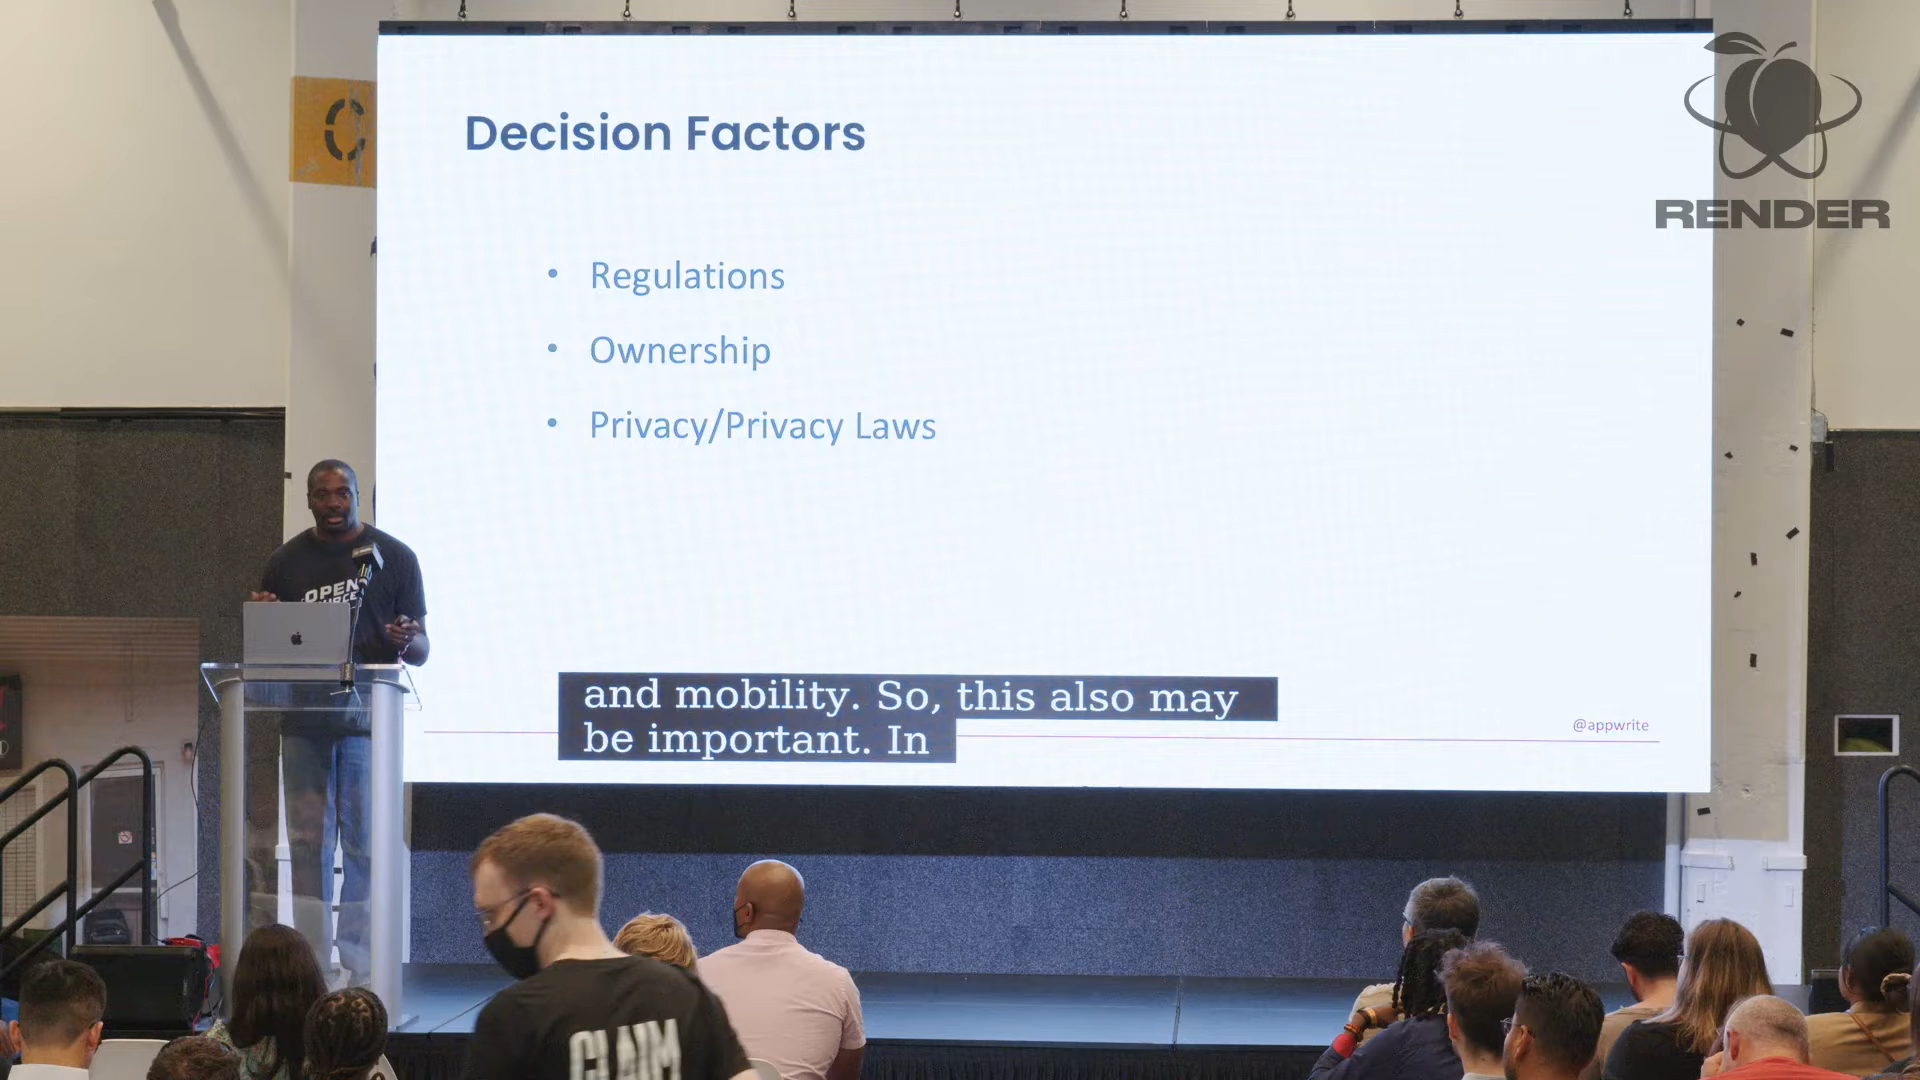 Decision Factors
RENDER
• Regulations
• Ownership
• Privacy/Privacy Laws
OPEN
and mobility. So, this also may
be important. In
@appwrite
CLAIM